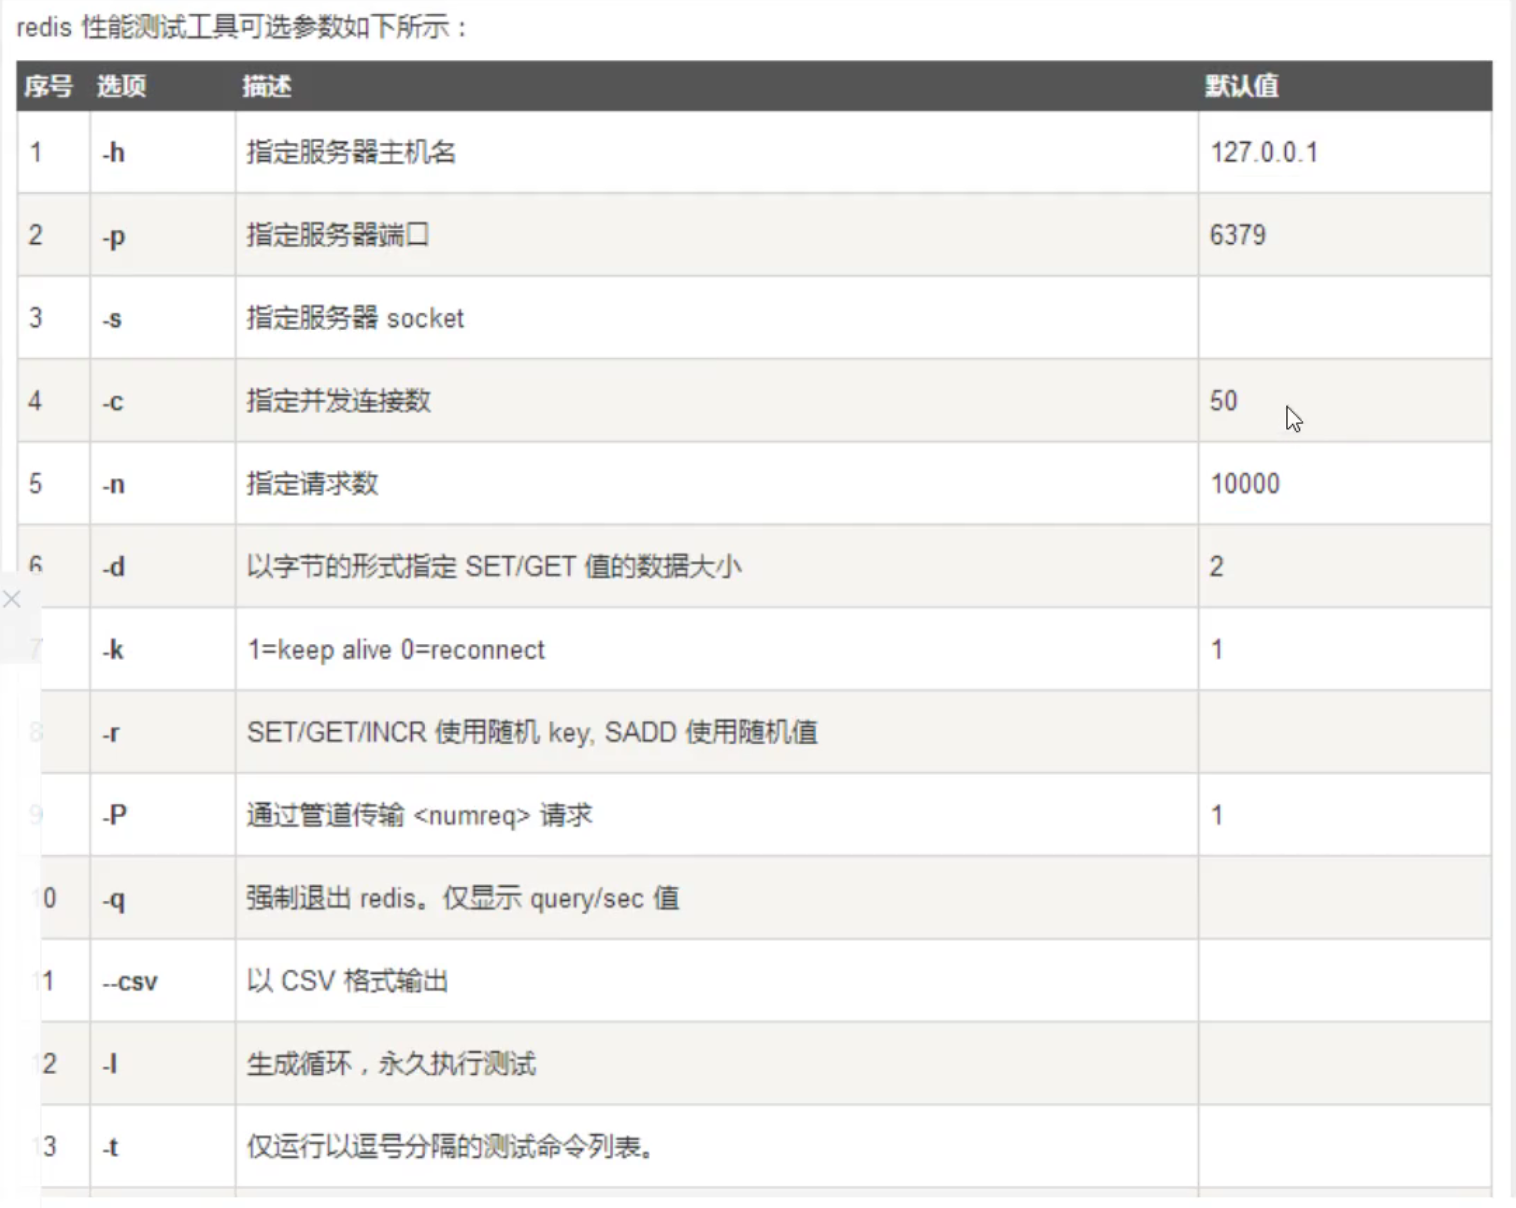 redis 性能测试工具可选参数如下所示：
序号 选项 描述 默认值
1 -h 指定服务器主机名 127.0.0.1
2 -p 指定服务器端口 6379
3 -s 指定服务器 socket
4 -c 指定并发连接数 50
5 -n 指定请求数 10000
6 -d 以字节的形式指定 SET/GET 值的数据大小 2
7 -k 1=keep alive 0=reconnect 1
8 -r SET/GET/INCR 使用随机 key, SADD 使用随机值
9 -P 通过管道传输 <numreq> 请求 1
10 -q 强制退出 redis。仅显示 query/sec 值
11 --csv 以 CSV 格式输出
12 -l 生成循环，永久执行测试
13 -t 仅运行以逗号分隔的测试命令列表。